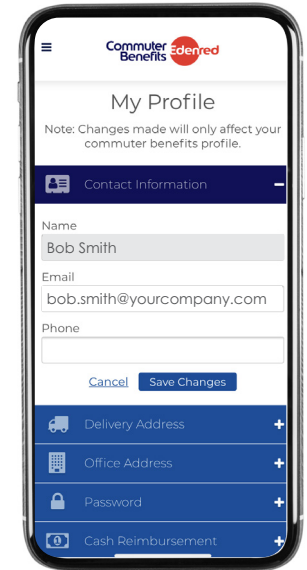 Commuter
Benefits
Edenred
My Profile
Note: Changes made will only affect your
commuter benefits profile.
Contact Information
Name
Bob Smith
Email
bob.smith@yourcompany.com
Phone
Cancel Save Changes
Delivery Address
Office Address
Password
Cash Reimbursement